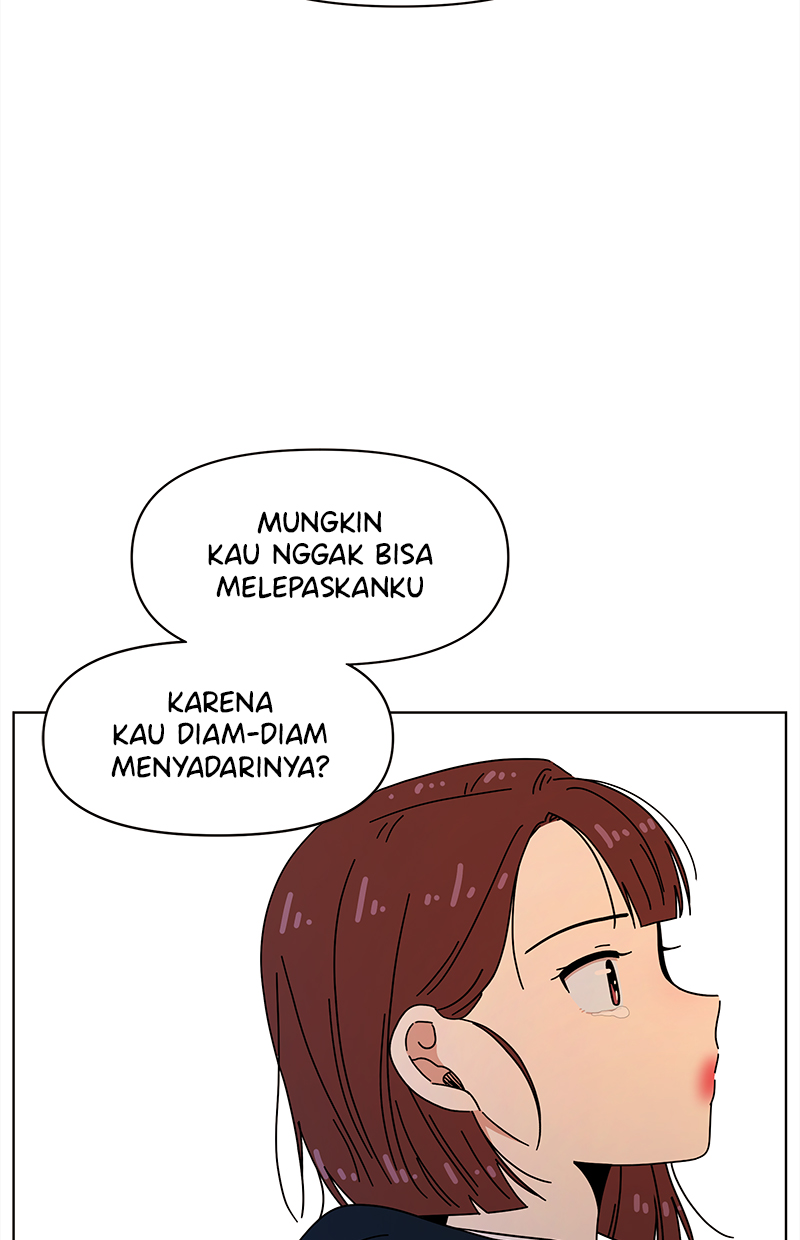 MUNGKIN
KAU NGGAK BISA
MELEPASKANKU
KARENA
KAU DIAM-DIAM
MENYADARINYA?